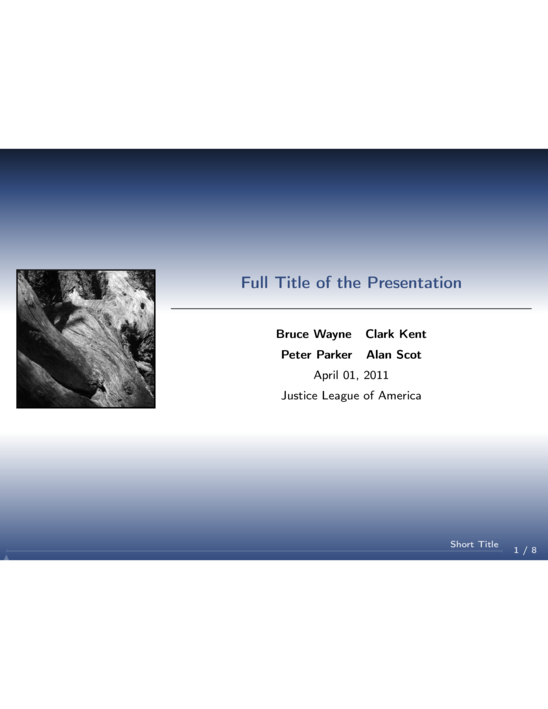 Full Title of the Presentation
Bruce Wayne Clark Kent
Peter Parker Alan Scot
April 01, 2011
Justice League of America
Short Title
1 / 8